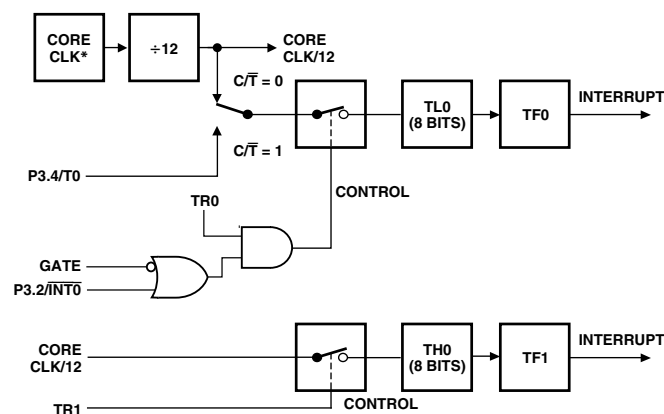 CORE
CLK*
÷12
CORE
CLK/12
C/T̅ = 0
C/T̅ = 1
P3.4/T0
TL0
(8 BITS)
TF0
INTERRUPT
CONTROL
TR0
GATE
P3.2/I̅N̅T̅0̅
CORE
CLK/12
TH0
(8 BITS)
TF1
INTERRUPT
CONTROL
TR1